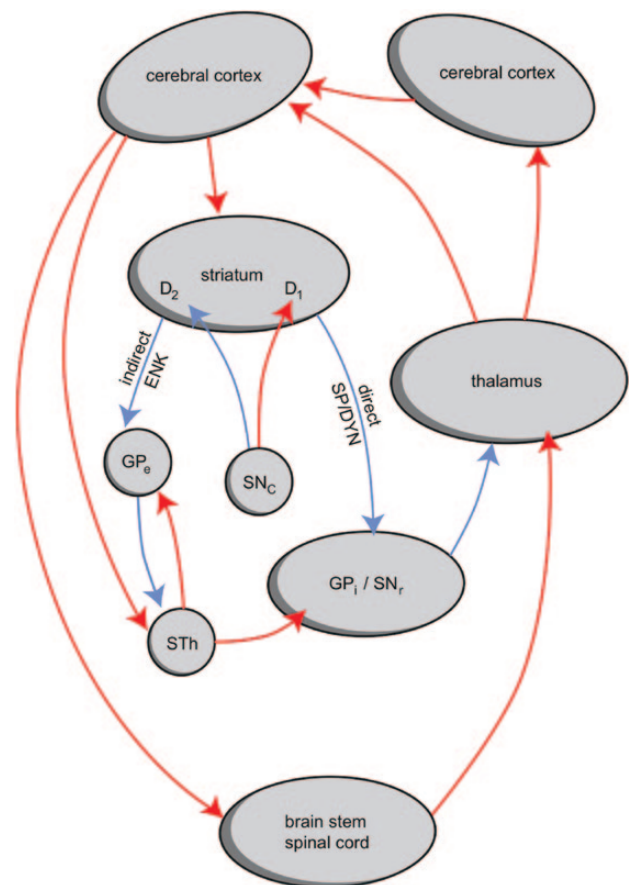 cerebral cortex
cerebral cortex
striatum
D2
D1
indirect
ENK
direct
SP/DYN
thalamus
GPe
SNC
GPi / SNr
STh
brain stem
spinal cord